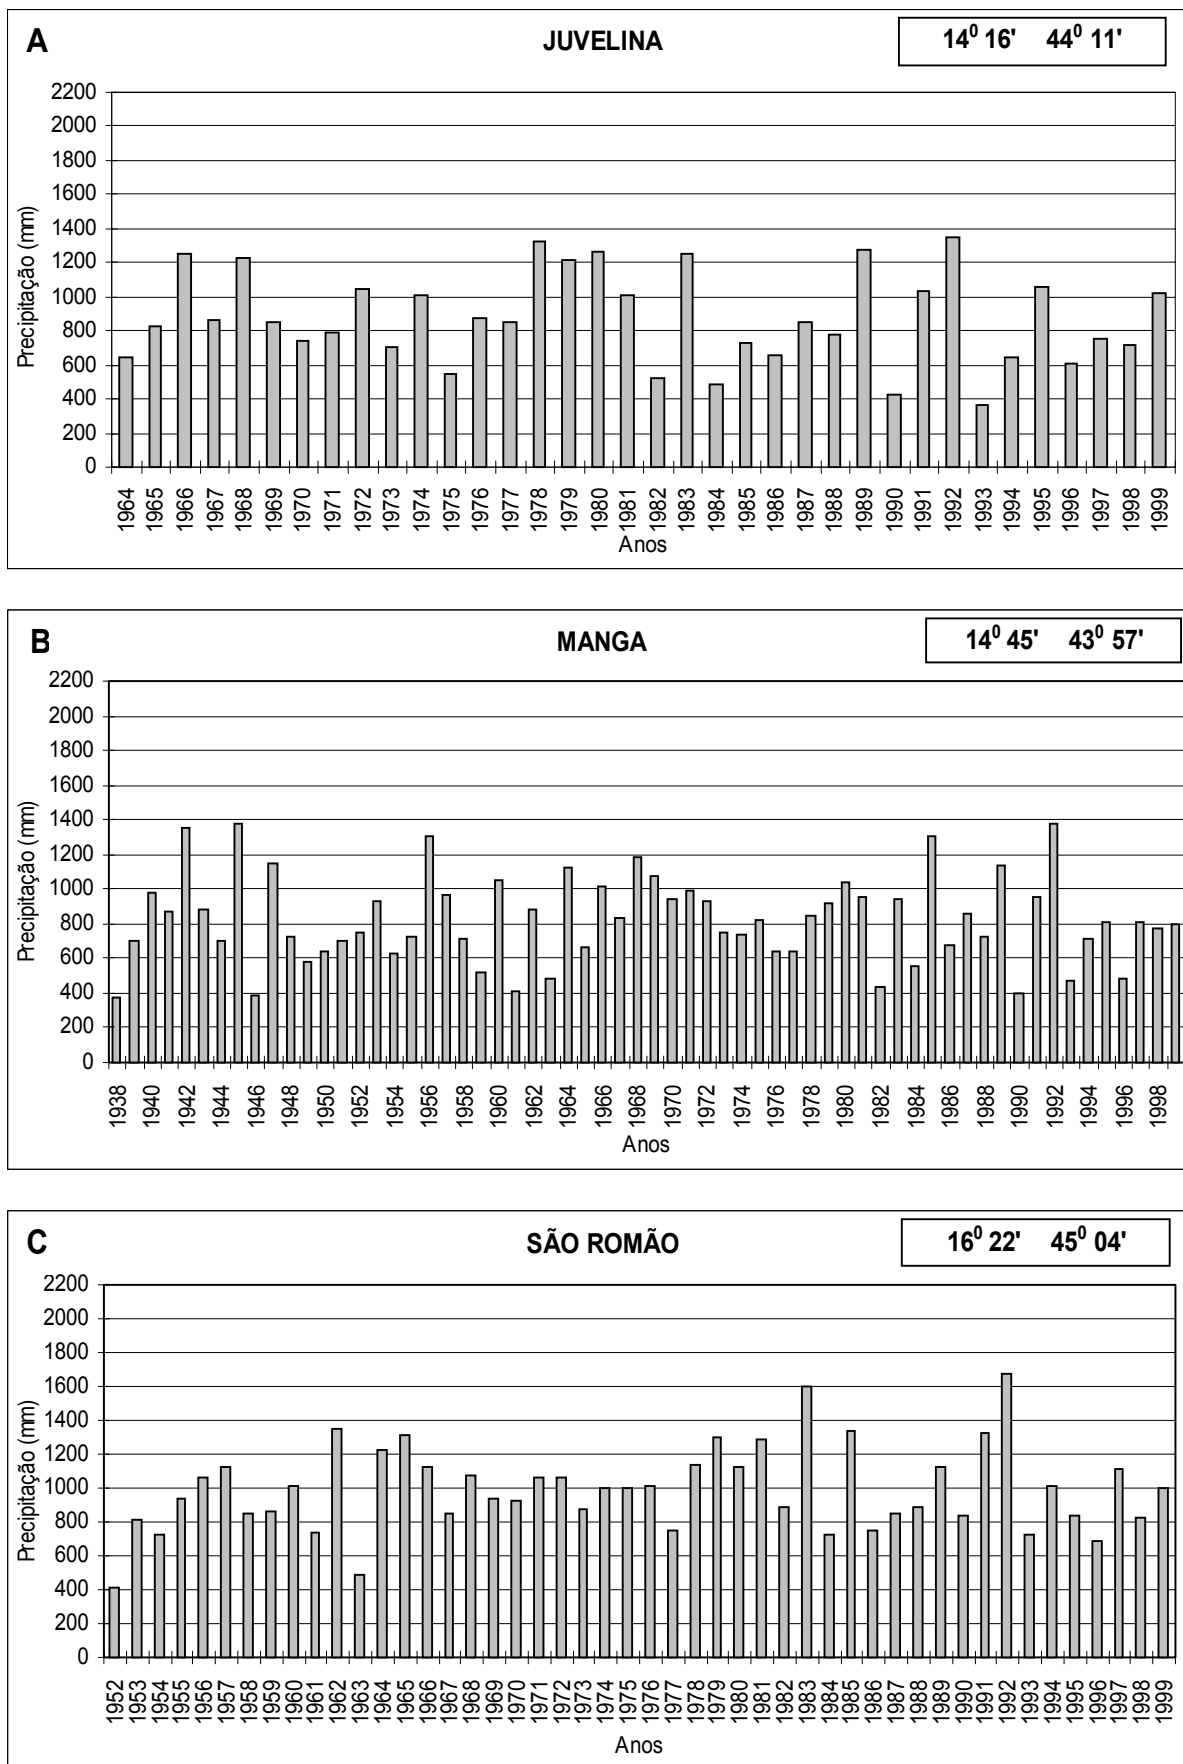 A
JUVELINA
14⁰ 16' 44⁰ 11'
Precipitação (mm)
2200
2000
1800
1600
1400
1200
1000
800
600
400
200
0
1964 1965 1966 1967 1968 1969 1970 1971 1972 1973 1974 1975 1976 1977 1978 1979 1980 1981 1982 1983 1984 1985 1986 1987 1988 1989 1990 1991 1992 1993 1994 1995 1996 1997 1998 1999
Anos
B
MANGA
14⁰ 45' 43⁰ 57'
Precipitação (mm)
2200
2000
1800
1600
1400
1200
1000
800
600
400
200
0
1938 1940 1942 1944 1946 1948 1950 1952 1954 1956 1958 1960 1962 1964 1966 1968 1970 1972 1974 1976 1978 1980 1982 1984 1986 1988 1990 1992 1994 1996 1998
Anos
C
SÃO ROMÃO
16⁰ 22' 45⁰ 04'
Precipitação (mm)
2200
2000
1800
1600
1400
1200
1000
800
600
400
200
0
1952 1953 1954 1955 1956 1957 1958 1959 1960 1961 1962 1963 1964 1965 1966 1967 1968 1969 1970 1971 1972 1973 1974 1975 1976 1977 1978 1979 1980 1981 1982 1983 1984 1985 1986 1987 1988 1989 1990 1991 1992 1993 1994 1995 1996 1997 1998 1999
Anos